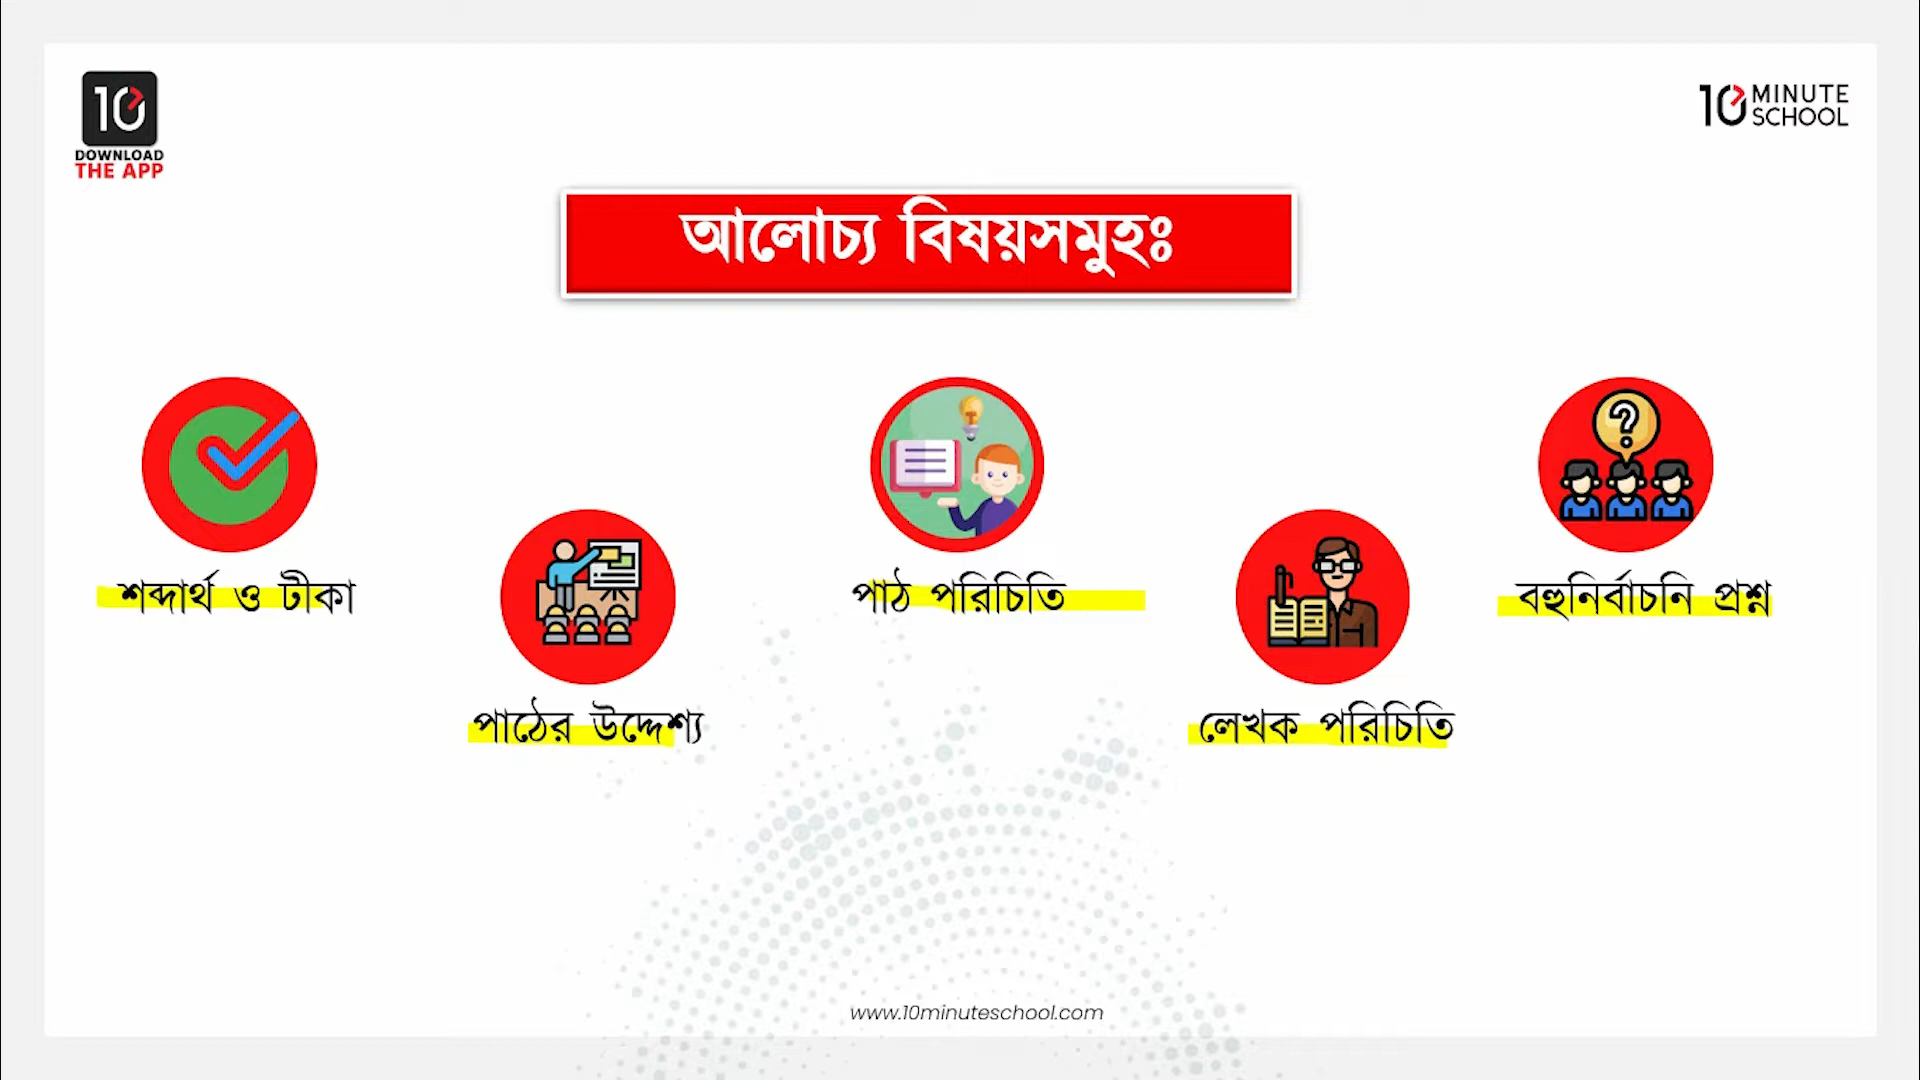 10
DOWNLOAD
THE APP
10 MINUTE
SCHOOL
আলোচ্য বিষয়সমুহঃ
শব্দার্থ ও টীকা
পাঠের উদ্দেশ্য
পাঠ পরিচিতি
লেখক পরিচিতি
?
বহুনির্বাচনি প্রশ্ন
www.10minuteschool.com